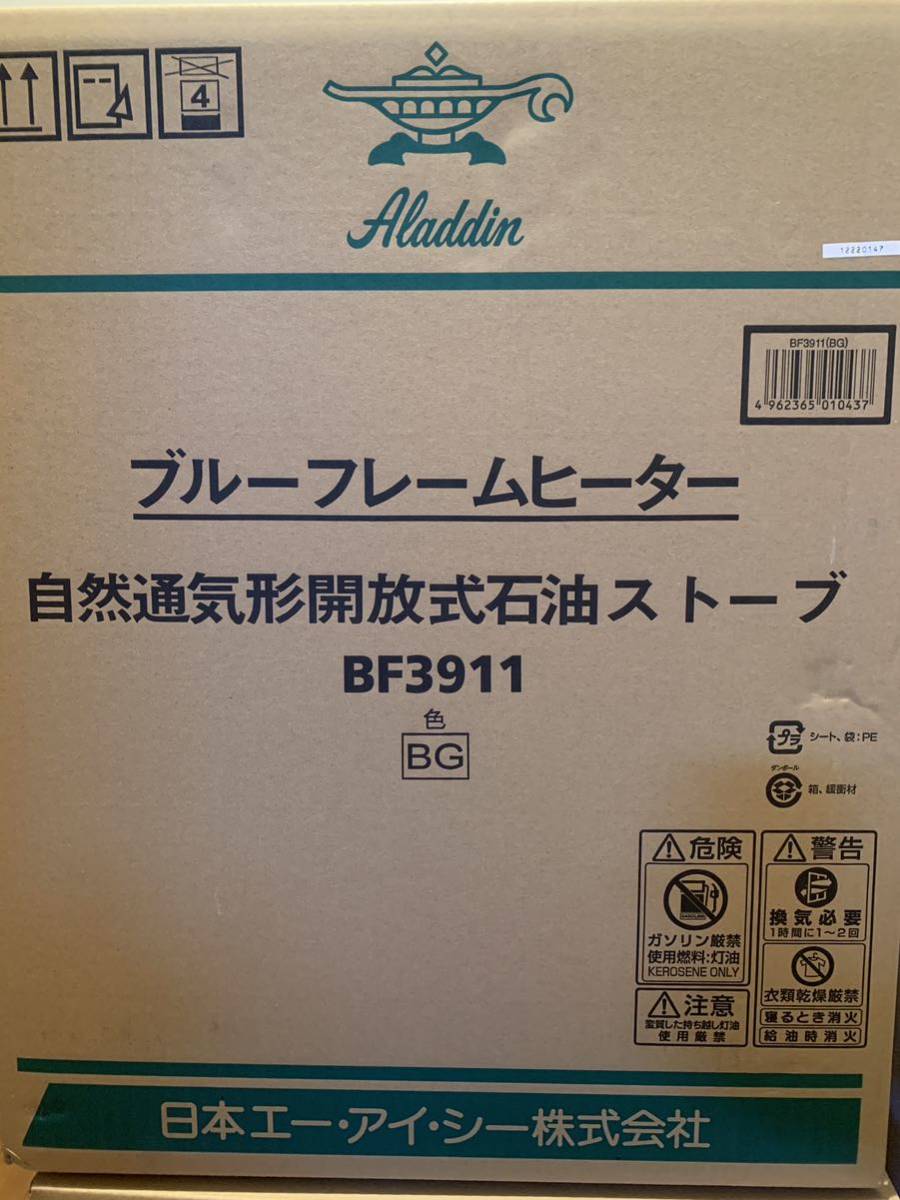 4
Aladdin
12220147
BF3911(BG)
4 962365 010437
ブルーフレームヒーター
自然通気形開放式石油ストーブ
BF3911
色
BG
プラ
シート、袋:PE
ダンボール
箱、緩衝材
危険
GASOLINE
ガソリン厳禁
使用燃料:灯油
KEROSENE ONLY
注意
変質した持ち越し灯油
使用厳禁
警告
換気必要
1時間に1~2回
衣類乾燥厳禁
寝るとき消火
給油時消火
日本エー・アイ・シー株式会社